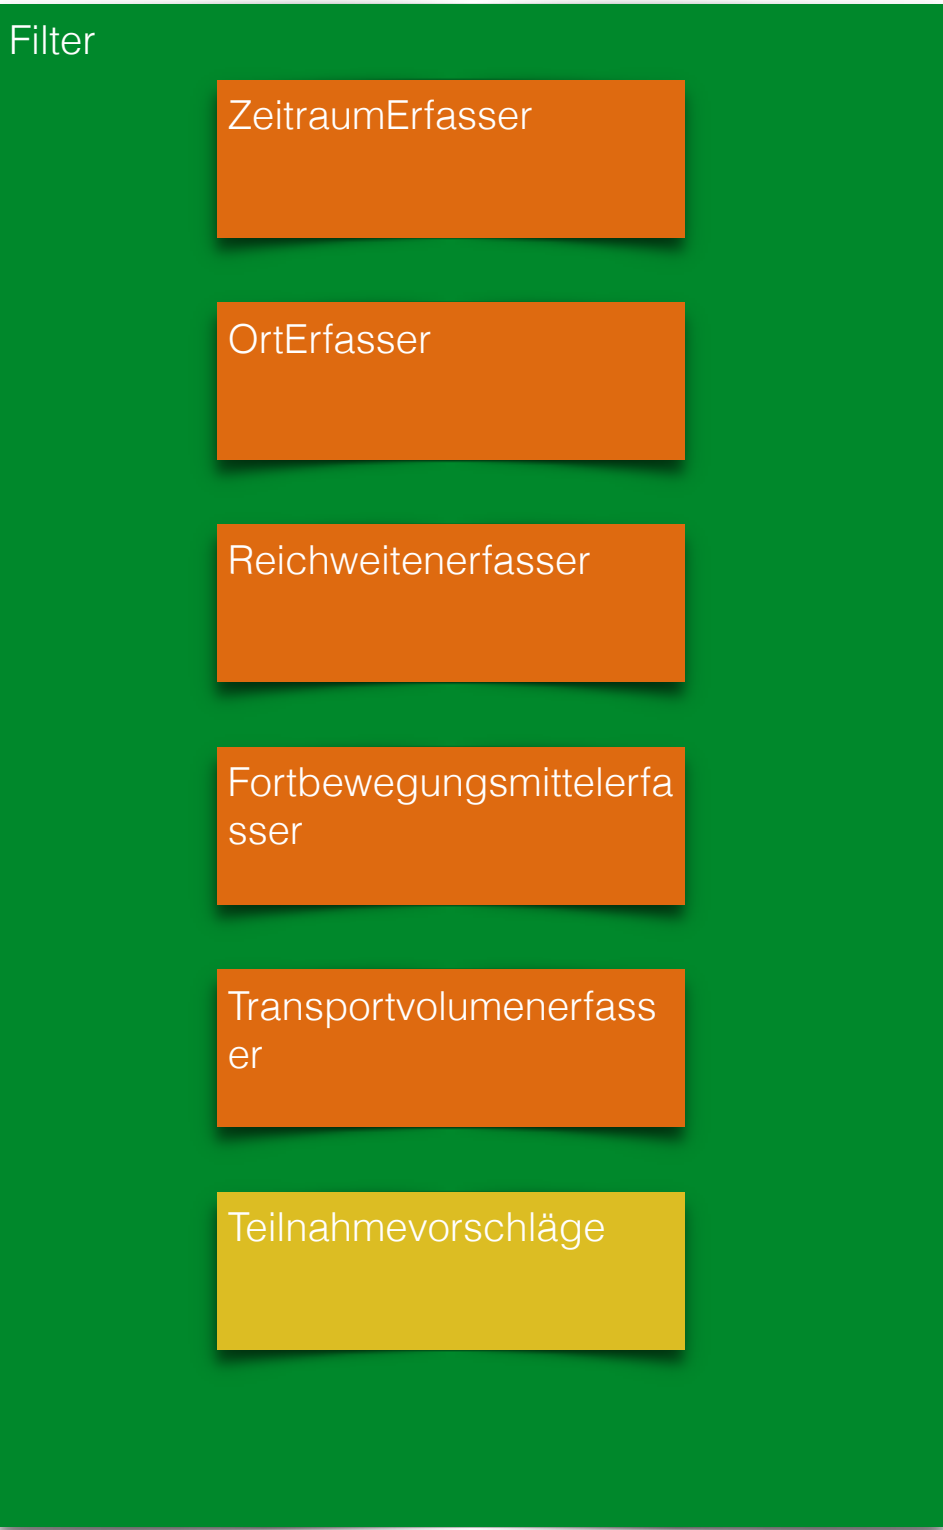 Filter
ZeitraumErfasser
OrtErfasser
Reichweitenerfasser
Fortbewegungsmittelerfa
sser
Transportvolumenerfass
er
Teilnahmevorschläge